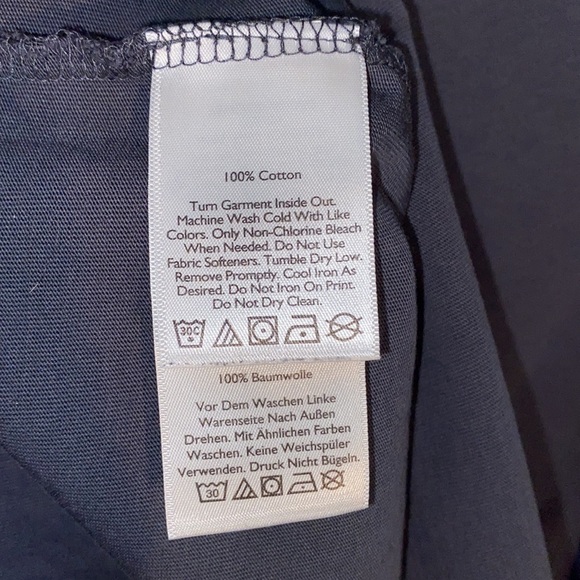 100% Cotton
Turn Garment Inside Out.
Machine Wash Cold With Like
Colors. Only Non-Chlorine Bleach
When Needed. Do Not Use
Fabric Softeners. Tumble Dry Low.
Remove Promptly. Cool Iron As
Desired. Do Not Iron On Print.
Do Not Dry Clean.
30C
100% Baumwolle
Vor Dem Waschen Linke
Warenseite Nach Außen
Drehen. Mit Ähnlichen Farben
Waschen. Keine Weichspüler
Verwenden. Druck Nicht Bügeln.
30